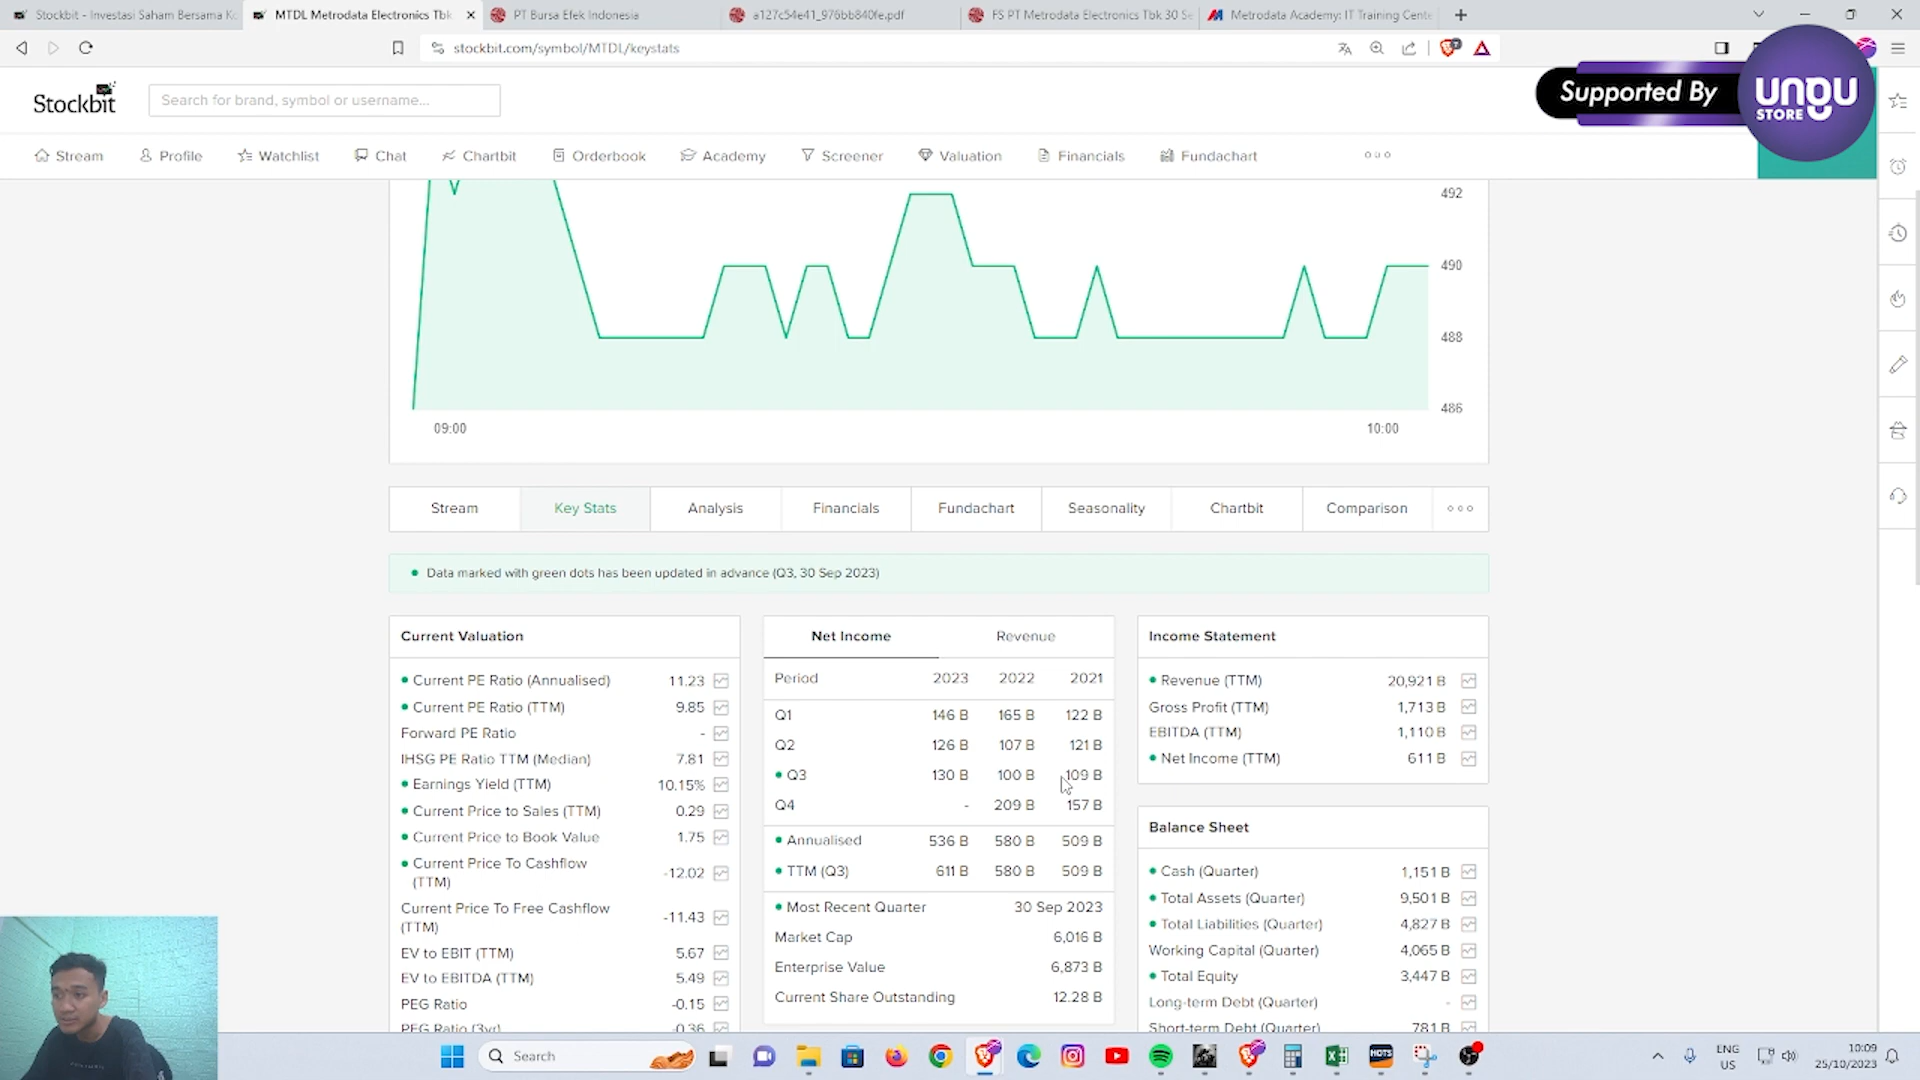 Stockbit - Investasi Saham Bersama Ko
MTDL Metrodata Electronics Tbk
PT Bursa Efek Indonesia
a127c54e41_976bb840fe.pdf
FS PT Metrodata Electronics Tbk 30 Se
Metrodata Academy: IT Training Cente
stockbit.com/symbol/MTDL/keystats
Stockbit
Search for brand, symbol or username...
Supported By
UNGU
STORE
Stream
Profile
Watchlist
Chat
Chartbit
Orderbook
Academy
Screener
Valuation
Financials
Fundachart
492
490
488
486
09:00
10:00
Stream
Key Stats
Analysis
Financials
Fundachart
Seasonality
Chartbit
Comparison
Data marked with green dots has been updated in advance (Q3, 30 Sep 2023)
Current Valuation
Current PE Ratio (Annualised) 11.23
Current PE Ratio (TTM) 9.85
Forward PE Ratio -
IHSG PE Ratio TTM (Median) 7.81
Earnings Yield (TTM) 10.15%
Current Price to Sales (TTM) 0.29
Current Price to Book Value 1.75
Current Price To Cashflow
(TTM) -12.02
Current Price To Free Cashflow
(TTM) -11.43
EV to EBIT (TTM) 5.67
EV to EBITDA (TTM) 5.49
PEG Ratio -0.15
PEG Ratio (3yr) -0.36
Net Income Revenue
Period 2023 2022 2021
Q1 146 B 165 B 122 B
Q2 126 B 107 B 121 B
Q3 130 B 100 B 109 B
Q4 - 209 B 157 B
Annualised 536 B 580 B 509 B
TTM (Q3) 611 B 580 B 509 B
Most Recent Quarter 30 Sep 2023
Market Cap 6,016 B
Enterprise Value 6,873 B
Current Share Outstanding 12.28 B
Income Statement
Revenue (TTM) 20,921 B
Gross Profit (TTM) 1,713 B
EBITDA (TTM) 1,110 B
Net Income (TTM) 611 B
Balance Sheet
Cash (Quarter) 1,151 B
Total Assets (Quarter) 9,501 B
Total Liabilities (Quarter) 4,827 B
Working Capital (Quarter) 4,065 B
Total Equity 3,447 B
Long-term Debt (Quarter) -
Short-term Debt (Quarter) 781 B
Search
HOTS
ENG
US
10:09
25/10/2023